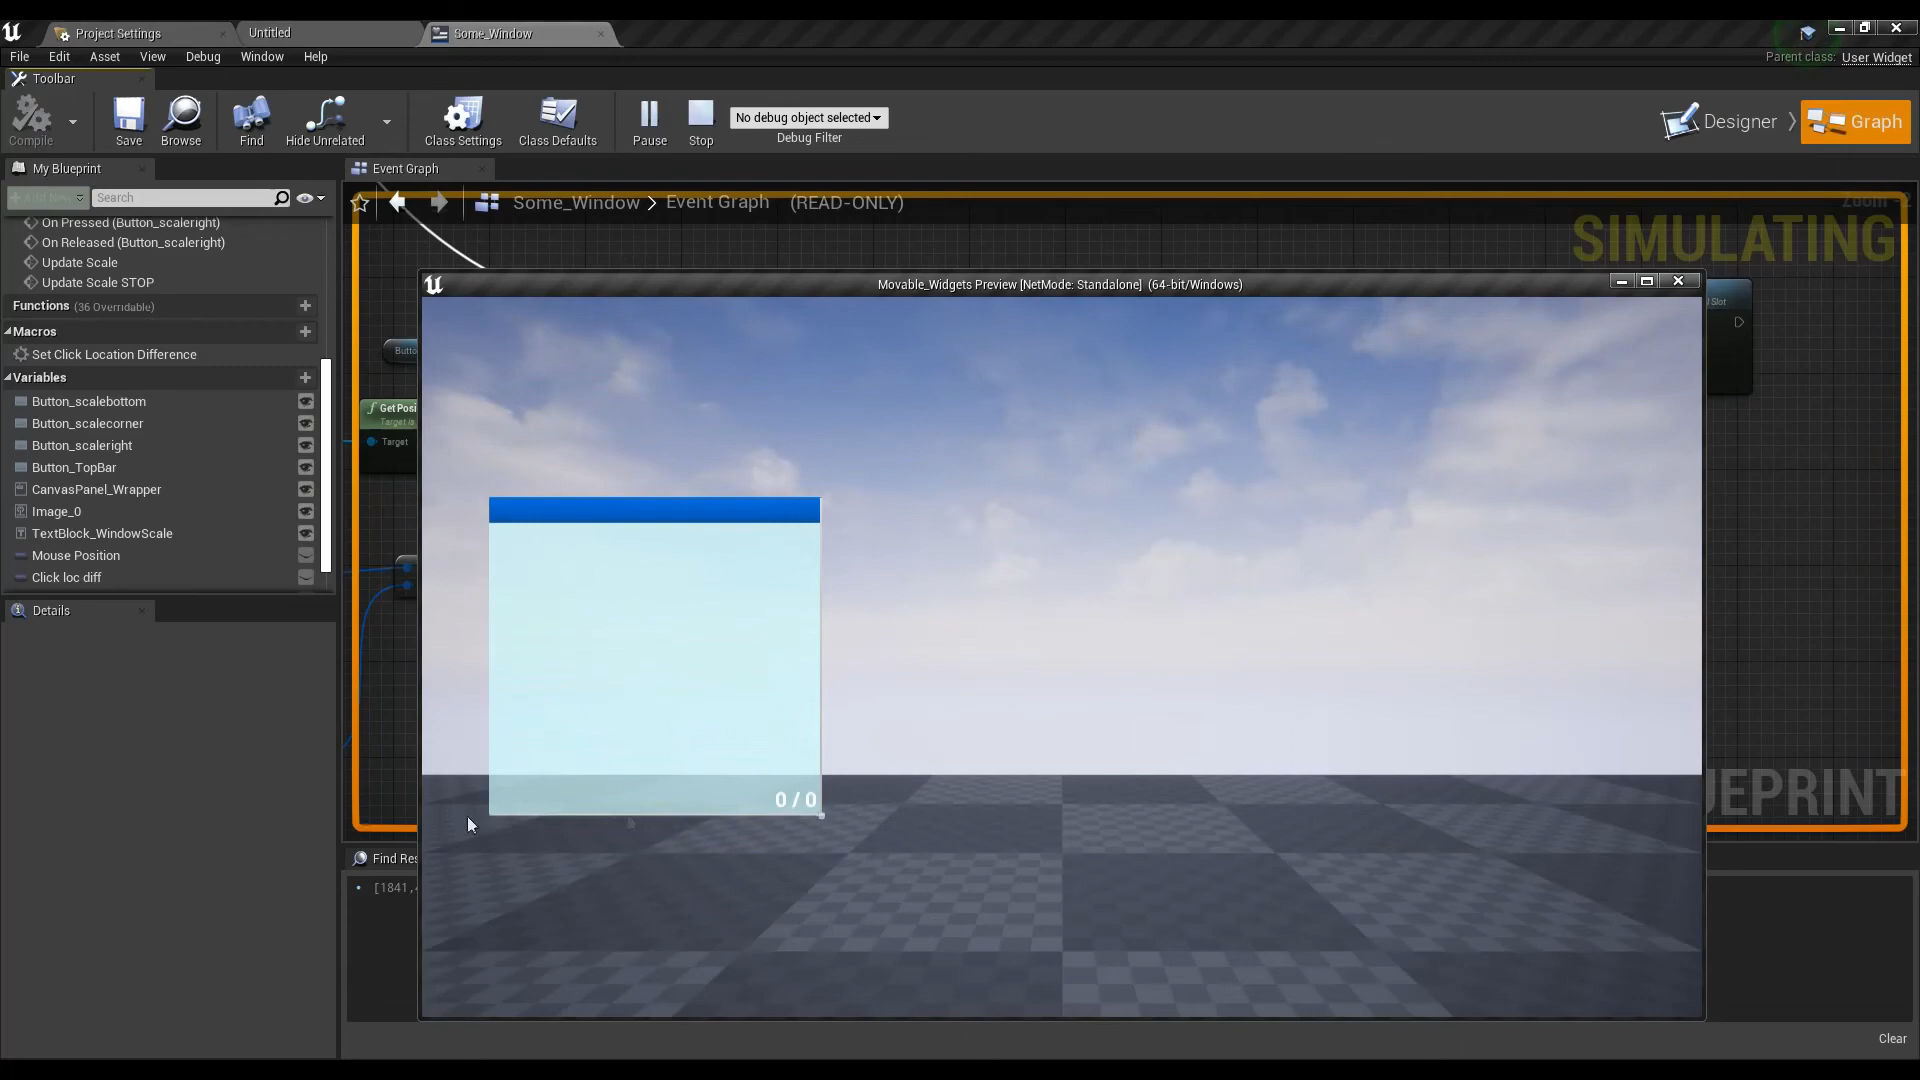 Project Settings
Untitled
Some_Window
File Edit Asset View Debug Window Help
Parent class: User Widget
Toolbar
Compile
Save
Browse
Find
Hide Unrelated
Class Settings
Class Defaults
Pause
Stop
No debug object selected
Debug Filter
Designer
Graph
My Blueprint
Event Graph
Search
Some_Window > Event Graph (READ-ONLY)
Zoom -2
SIMULATING
On Pressed (Button_scaleright)
On Released (Button_scaleright)
Update Scale
Update Scale STOP
Functions (36 Overridable)
Macros
Set Click Location Difference
Variables
Button_scalebottom
Button_scalecorner
Button_scaleright
Button_TopBar
CanvasPanel_Wrapper
Image_0
TextBlock_WindowScale
Mouse Position
Click loc diff
Details
Movable_Widgets Preview [NetMode: Standalone] (64-bit/Windows)
Slot
Butto
f Get Posi
Target is
Target
0 / 0
UEPRINT
Find Res
[1841,
Clear